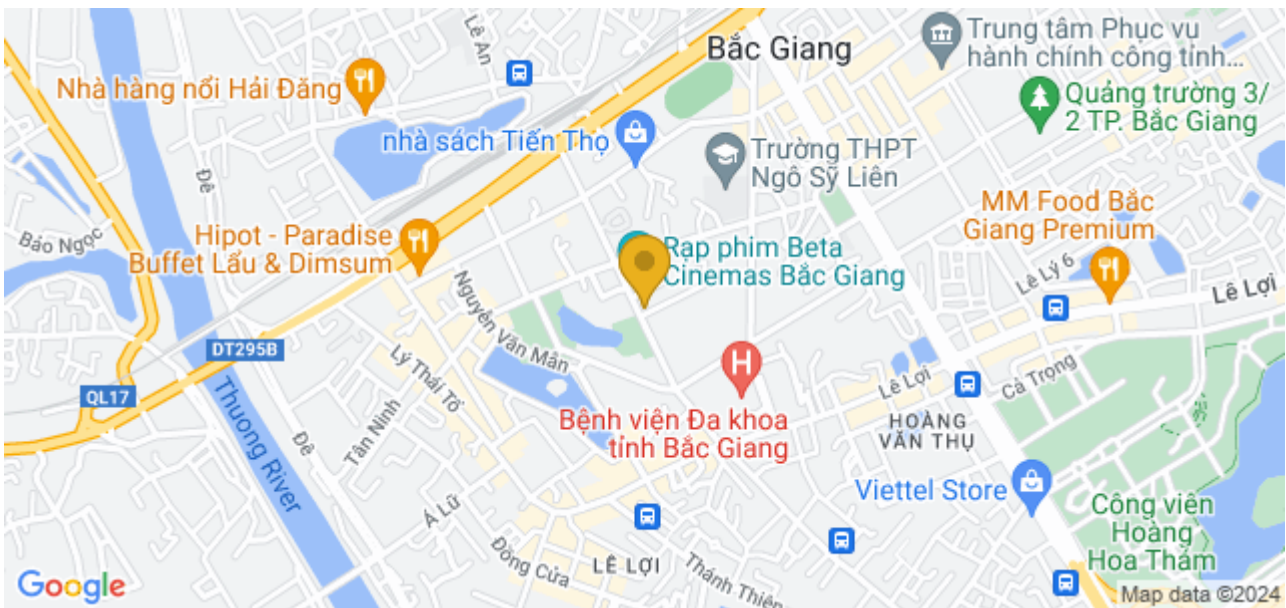 Lê An
Bắc Giang
Trung tâm Phục vụ
hành chính công tỉnh...
Nhà hàng nổi Hải Đăng
Quảng trường 3/
2 TP. Bắc Giang
nhà sách Tiến Thọ
Trường THPT
Ngô Sỹ Liên
Đê
MM Food Bắc
Giang Premium
Bảo Ngọc
Hipot - Paradise
Buffet Lẩu & Dimsum
Rạp phim Beta
Cinemas Bắc Giang
Lê Lý 6
Lê Lợi
Nguyễn Văn Mẫn
DT295B
QL17
Lý Thái Tổ
Thuong River
Tân Ninh
Đê
Lê Lợi
Cả Trọng
Bệnh viện Đa khoa
tỉnh Bắc Giang
HOÀNG
VĂN THỤ
Viettel Store
Á Lữ
Công viên
Hoàng
Hoa Thám
Đồng Cửa
LÊ LỢI
Thánh Thiên
Google
Map data ©2024